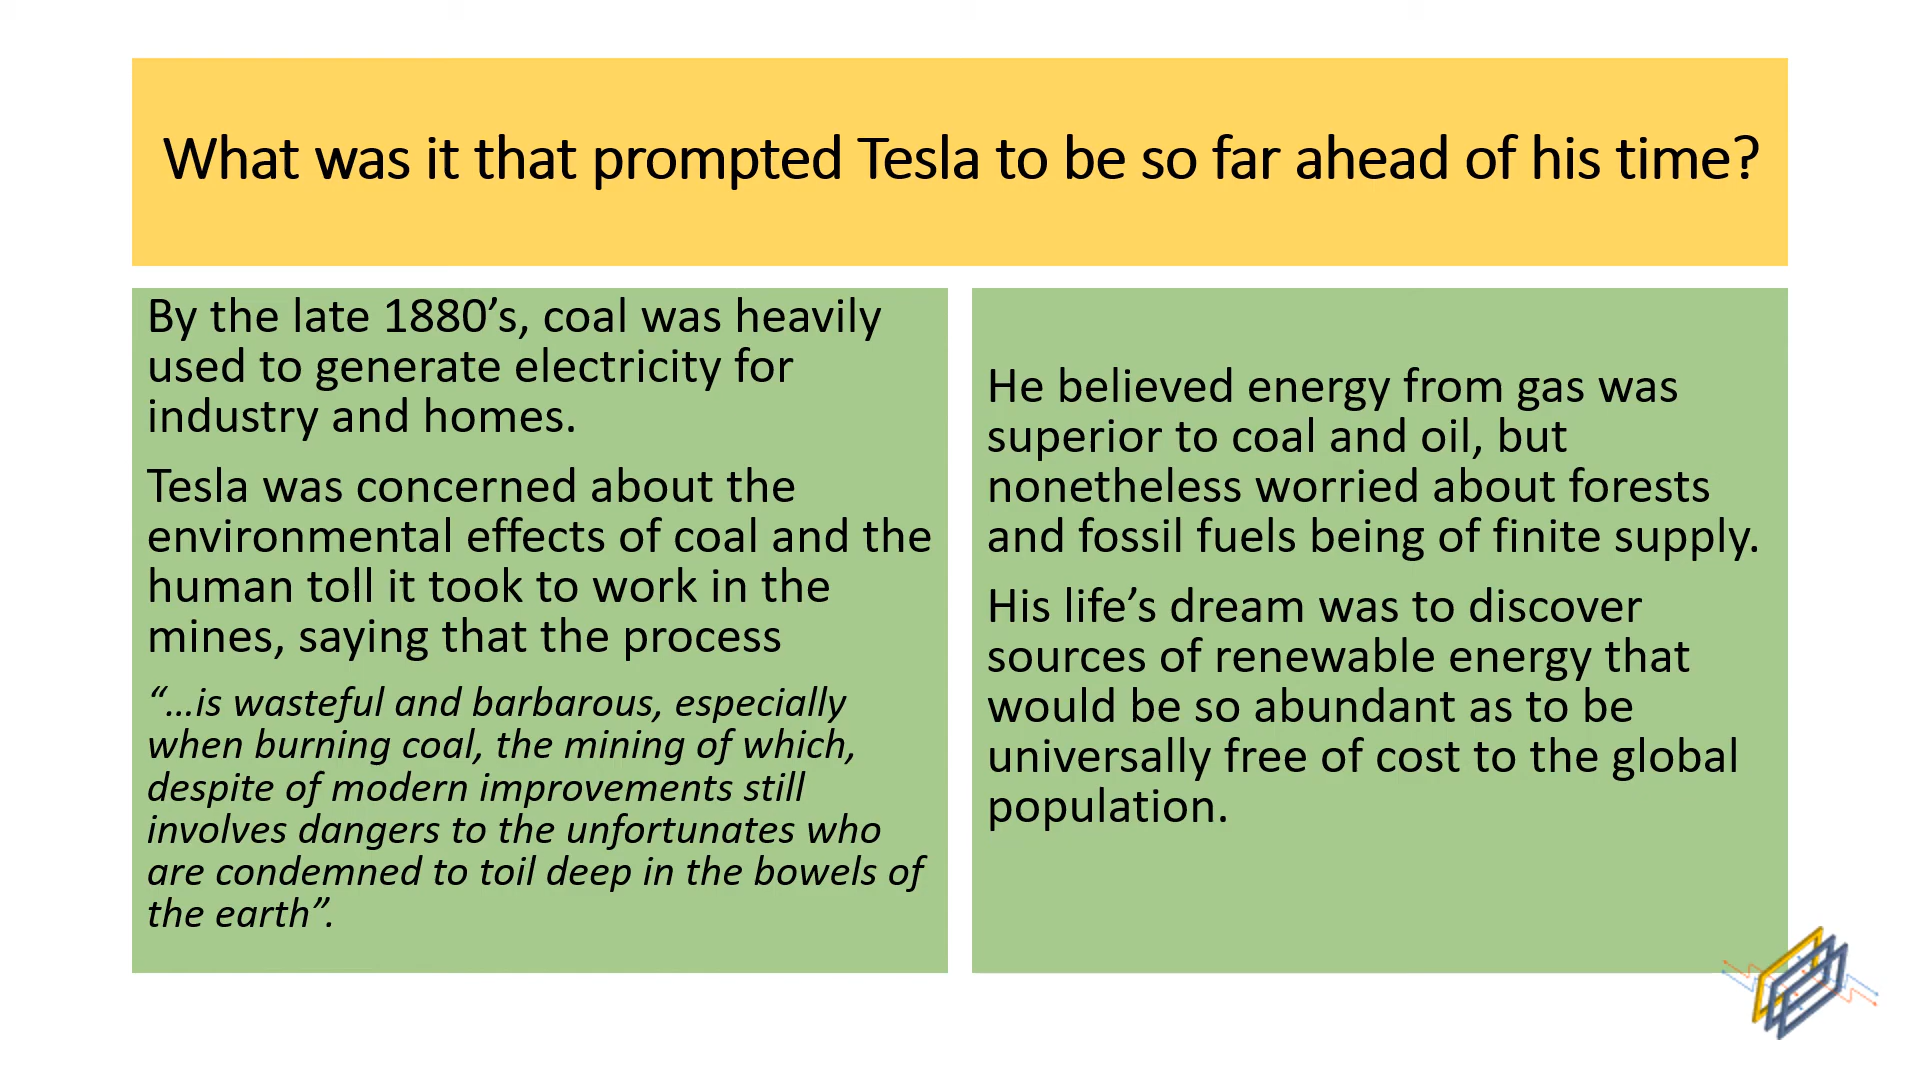 What was it that prompted Tesla to be so far ahead of his time?
By the late 1880’s, coal was heavily
used to generate electricity for
industry and homes.
Tesla was concerned about the
environmental effects of coal and the
human toll it took to work in the
mines, saying that the process
“…is wasteful and barbarous, especially
when burning coal, the mining of which,
despite of modern improvements still
involves dangers to the unfortunates who
are condemned to toil deep in the bowels of
the earth”.
He believed energy from gas was
superior to coal and oil, but
nonetheless worried about forests
and fossil fuels being of finite supply.
His life’s dream was to discover
sources of renewable energy that
would be so abundant as to be
universally free of cost to the global
population.